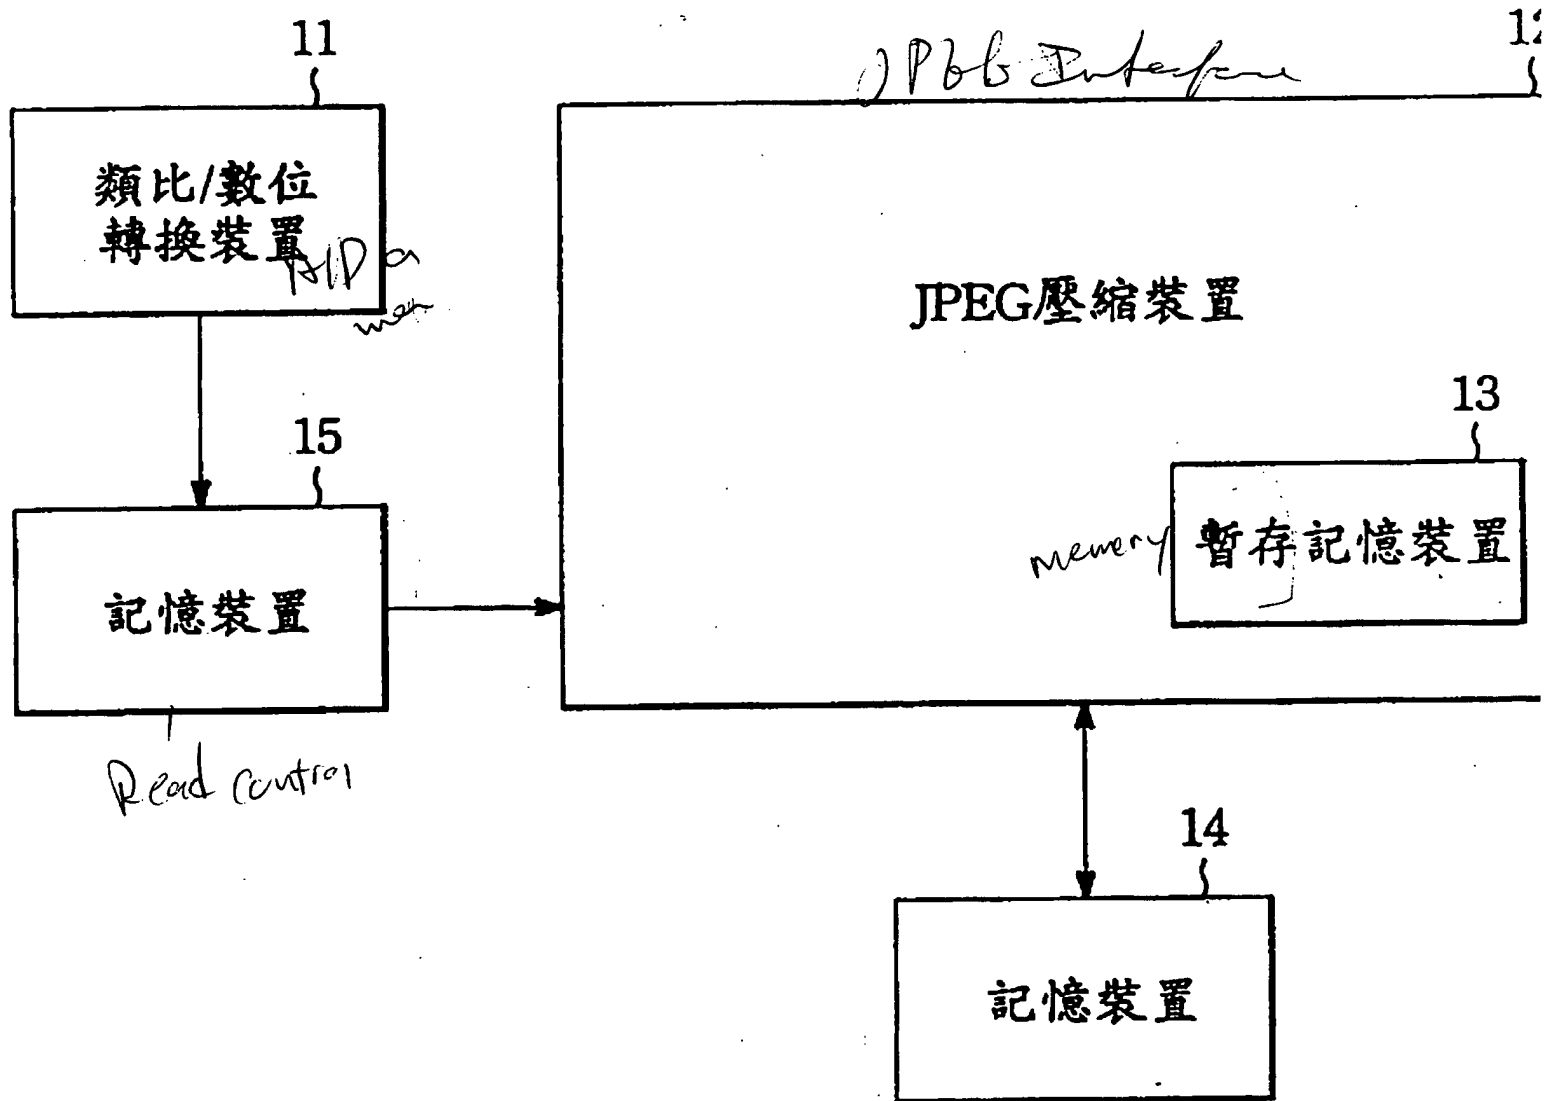 11
12
JPEG Interface
類比/數位
轉換裝置
A/D
JPEG壓縮裝置
13
15
memory
暫存記憶裝置
記憶裝置
Read control
14
記憶裝置